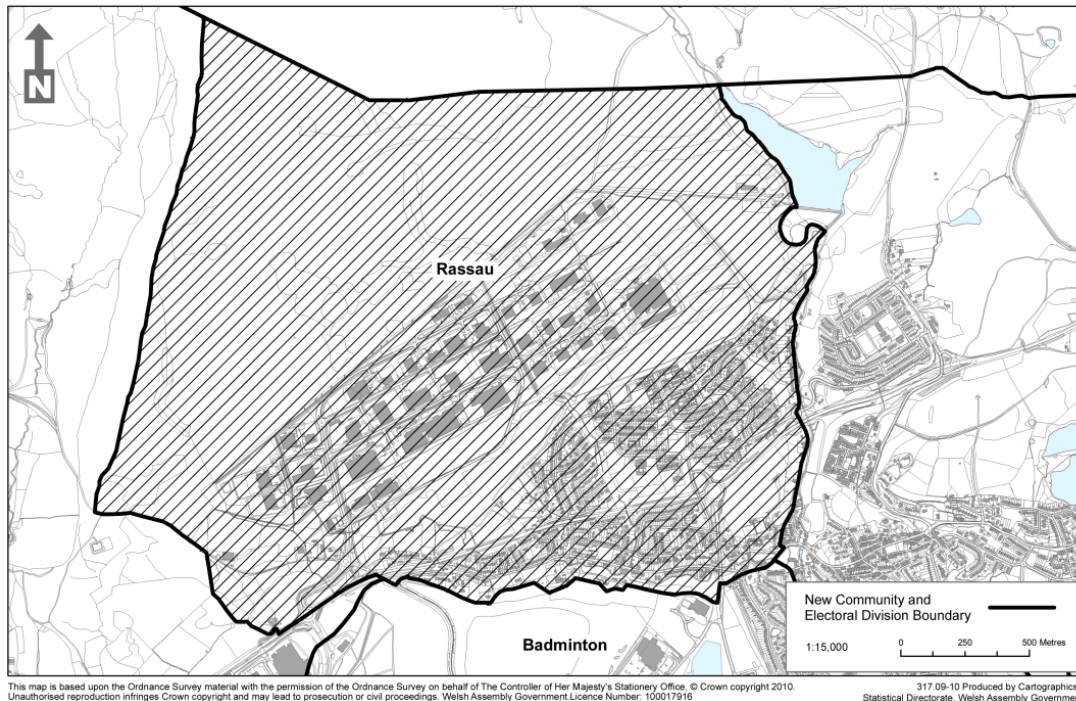 N
Rassau
Badminton
New Community and
Electoral Division Boundary
1:15,000
0 250 500 Metres
This map is based upon the Ordnance Survey material with the permission of the Ordnance Survey on behalf of The Controller of Her Majesty's Stationery Office, © Crown copyright 2010.
Unauthorised reproduction infringes Crown copyright and may lead to prosecution or civil proceedings. Welsh Assembly Government.Licence Number: 100017916
317.09-10 Produced by Cartographics
Statistical Directorate, Welsh Assembly Governmen